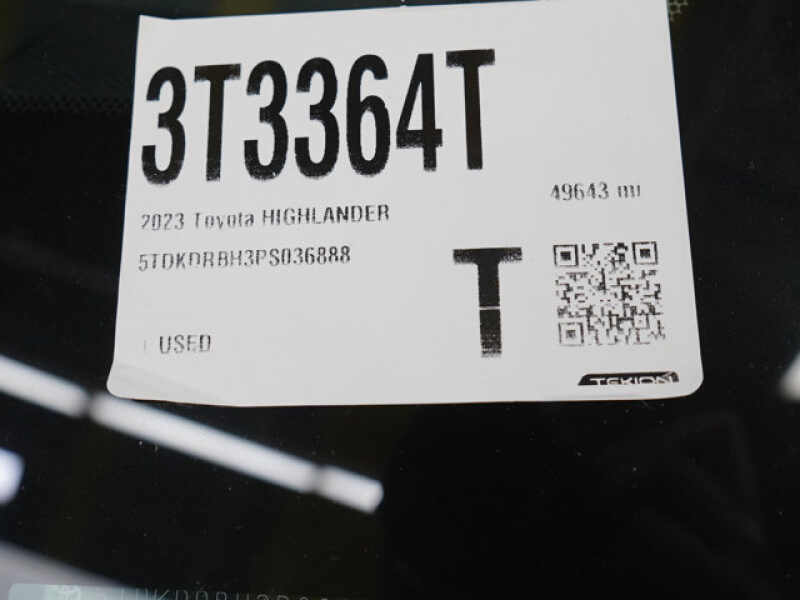 3T3364T
49643 mi
2023 Toyota HIGHLANDER
5TDKDRBH3PS036888
T
USED
TEKION